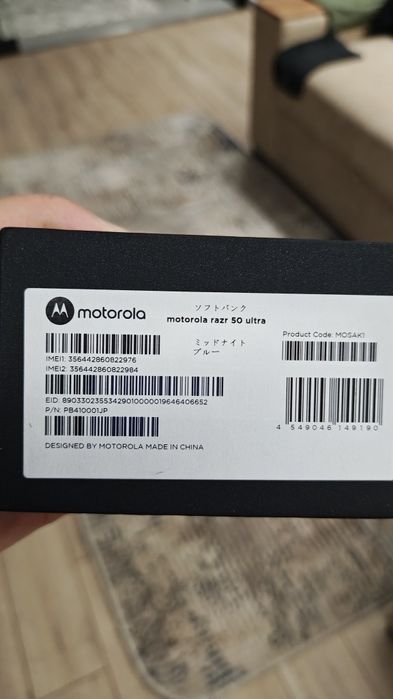 motorola
ソフトバンク
motorola razr 50 ultra
ミッドナイト
ブルー
Product Code: MOSAK1
IMEI1: 356442860822976
IMEI2: 356442860822984
EID: 89033023553429010000019646406652
P/N: PB410001JP
4 549046 149190
DESIGNED BY MOTOROLA MADE IN CHINA